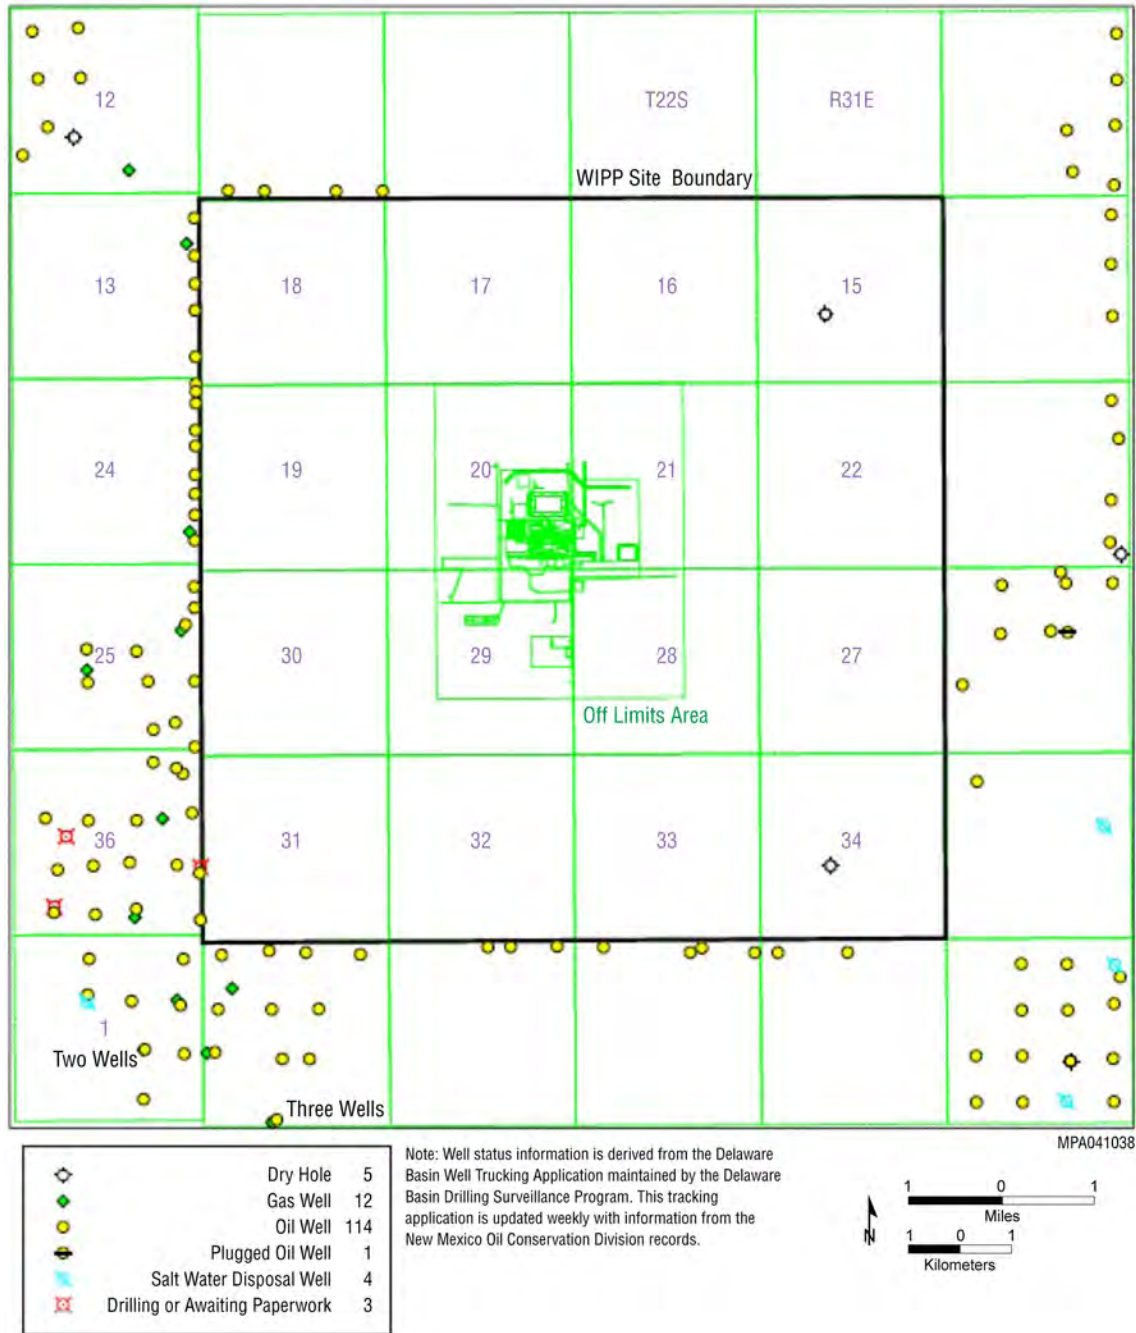 12
T22S
R31E
WIPP Site Boundary
13
18
17
16
15
24
19
20
21
22
25
30
29
28
27
Off Limits Area
36
31
32
33
34
1
Two Wells
Three Wells
MPA041038
Dry Hole 5
Gas Well 12
Oil Well 114
Plugged Oil Well 1
Salt Water Disposal Well 4
Drilling or Awaiting Paperwork 3
Note: Well status information is derived from the Delaware
Basin Well Trucking Application maintained by the Delaware
Basin Drilling Surveillance Program. This tracking
application is updated weekly with information from the
New Mexico Oil Conservation Division records.
N
1 0 1
Miles
1 0 1
Kilometers